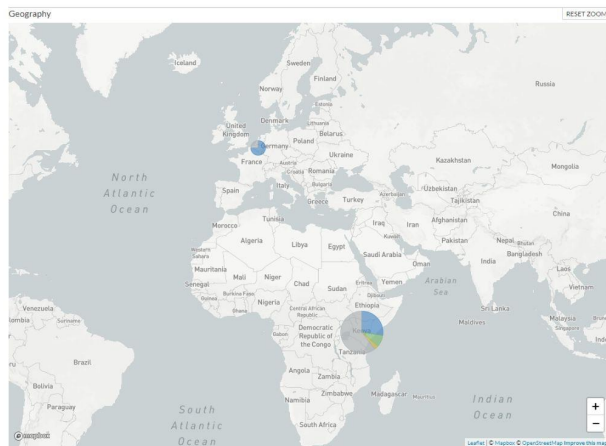 Geography
RESET ZOOM
Iceland
Sweden
Finland
Norway
Russia
Estonia
Denmark
Lithuania
United
Kingdom
Belarus
Poland
Germany
Ukraine
France
Austria
Croatia
Romania
Kazakhstan
Mongolia
North
Atlantic
Ocean
Spain
Italy
Bulgaria
Greece
Turkey
Azerbaijan
Uzbekistan
Tajikistan
Tunisia
Morocco
Iraq
Iran
Afghanistan
China
Kuwait
Pakistan
Nepal
Bhutan
Bangladesh
Western
Sahara
Algeria
Libya
Egypt
Saudi Arabia
Oman
India
Laos
Mauritania
Mali
Niger
Chad
Sudan
Eritrea
Yemen
Arabian
Sea
Vietnam
Senegal
Guinea
Burkina Faso
Ghana
Nigeria
Djibouti
Ethiopia
Central African
Republic
Sri Lanka
Maldives
Malaysia
Singapore
Venezuela
Suriname
Gabon
Democratic
Republic of
the Congo
Kenya
Tanzania
Brazil
Angola
Zambia
Bolivia
Namibia
Zimbabwe
Madagascar
Mauritius
Paraguay
South
Atlantic
Ocean
South Africa
Indian
Ocean
+
−
mapbox
Leaflet | © Mapbox © OpenStreetMap Improve this map